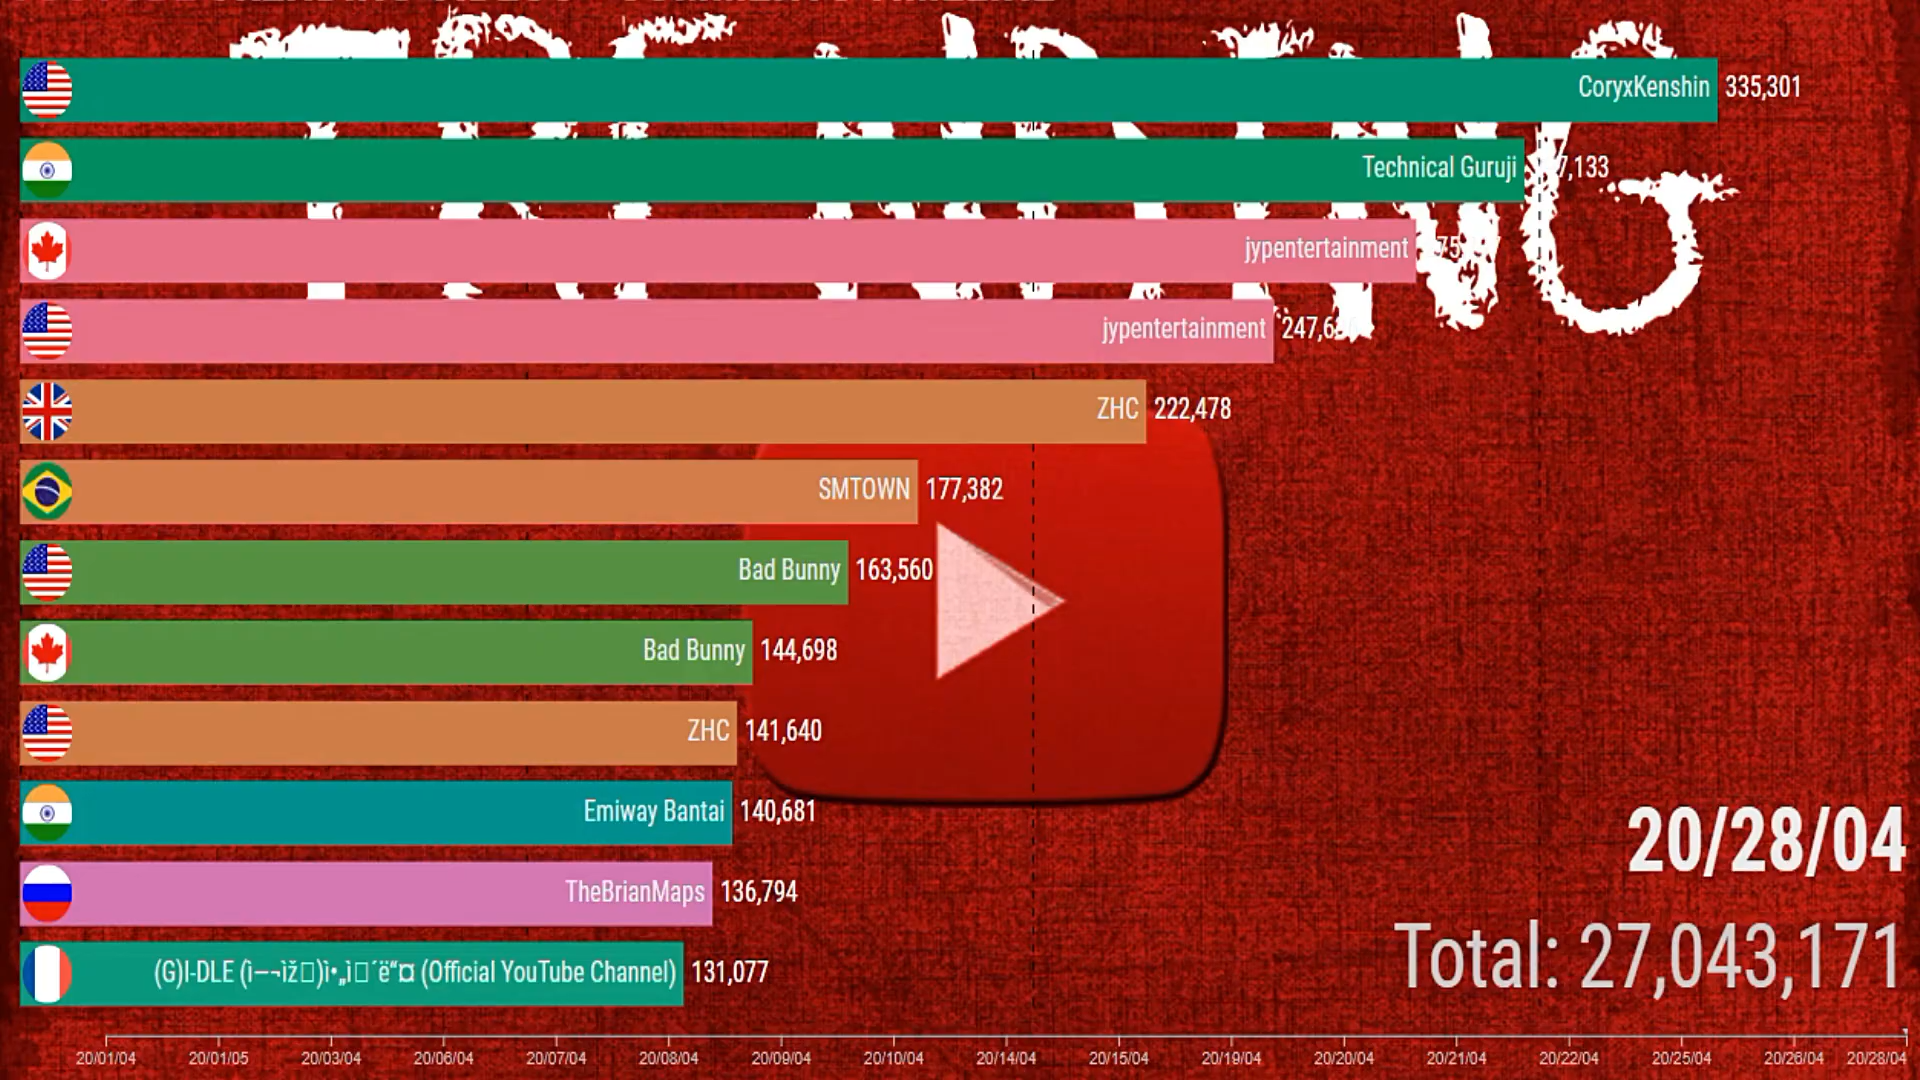 CoryxKenshin 335,301
Technical Guruji
jypentertainment
jypentertainment
ZHC 222,478
SMTOWN 177,382
Bad Bunny 163,560
Bad Bunny 144,698
ZHC 141,640
Emiway Bantai 140,681
TheBrianMaps 136,794
(G)I-DLE (Official YouTube Channel) 131,077
20/28/04
Total: 27,043,171
20/01/04 20/01/05 20/03/04 20/06/04 20/07/04 20/08/04 20/09/04 20/10/04 20/14/04 20/15/04 20/19/04 20/20/04 20/21/04 20/22/04 20/25/04 20/26/04 20/28/04